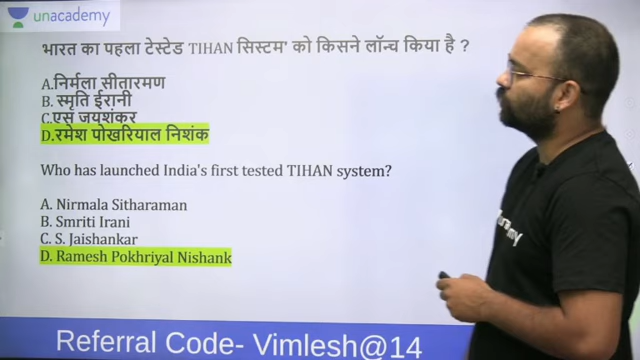 unacademy
भारत का पहला टेस्टेड TIHAN सिस्टम' को किसने लॉन्च किया है ?
A.निर्मला सीतारमण
B. स्मृति ईरानी
C.एस जयशंकर
D.रमेश पोखरियाल निशंक
Who has launched India's first tested TIHAN system?
A. Nirmala Sitharaman
B. Smriti Irani
C. S. Jaishankar
D. Ramesh Pokhriyal Nishank
Referral Code- Vimlesh@14